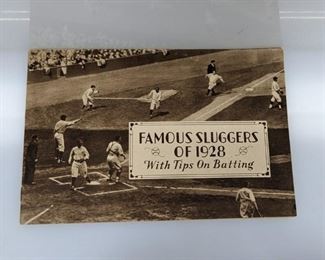 FAMOUS SLUGGERS
OF 1928
With Tips On Batting